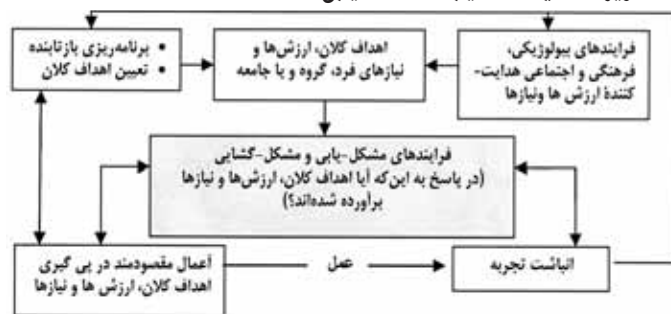 فرایندهای بیولوژیکی،
فرهنگی و اجتماعی هدایت-
کنندهٔ ارزش ها ونیازها
اهداف کلان، ارزش‌ها و
نیازهای فرد، گروه و یا جامعه
• برنامه‌ریزی بازتابنده
• تعیین اهداف کلان
فرایندهای مشکل-یابی و مشکل-گشایی
(در پاسخ به این‌که آیا اهداف کلان، ارزش‌ها و نیازها
برآورده شده‌اند؟)
انباشت تجربه
عمل
اعمال مقصودمند در پی گیری
اهداف کلان، ارزش ها و نیازها